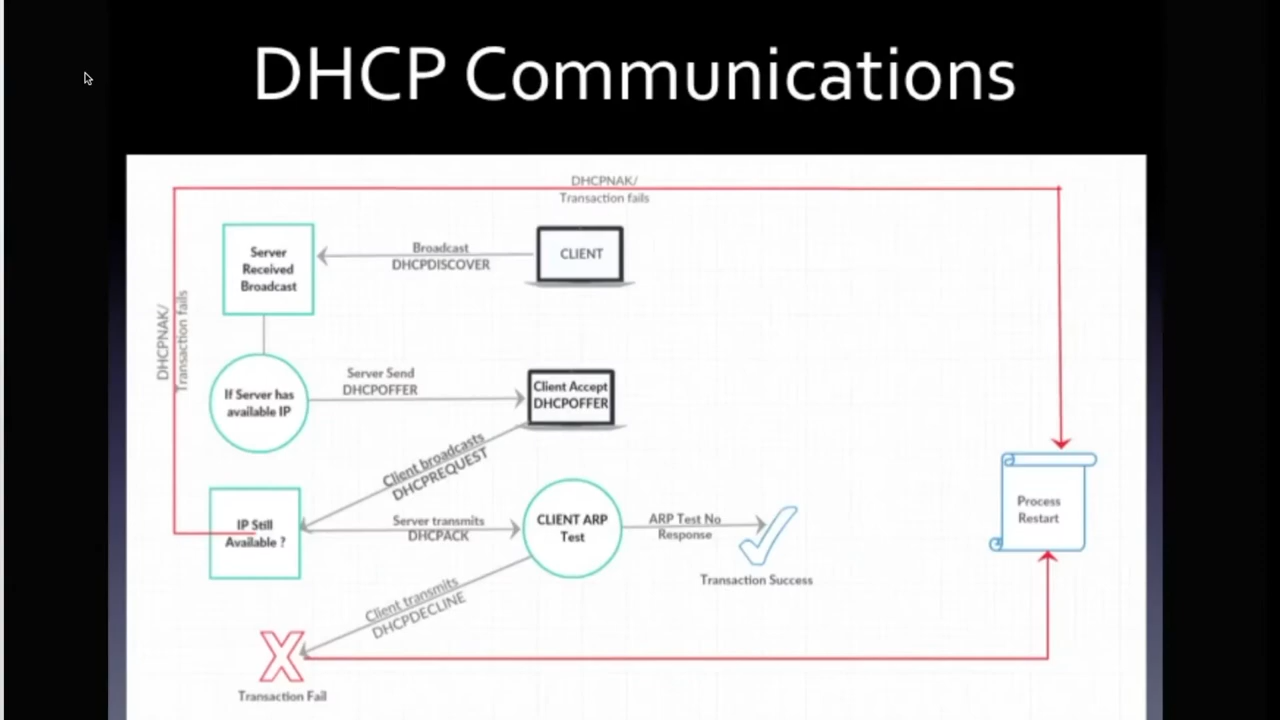 DHCP Communications
DHCPNAK/
Transaction fails
Server
Received
Broadcast
Broadcast
DHCPDISCOVER
CLIENT
DHCPNAK/
Transaction fails
If Server has
available IP
Server Send
DHCPOFFER
Client Accept
DHCPOFFER
Client broadcasts
DHCPREQUEST
IP Still
Available ?
Server transmits
DHCPACK
CLIENT ARP
Test
ARP Test No
Response
Transaction Success
Process
Restart
Client transmits
DHCPDECLINE
X
Transaction Fail